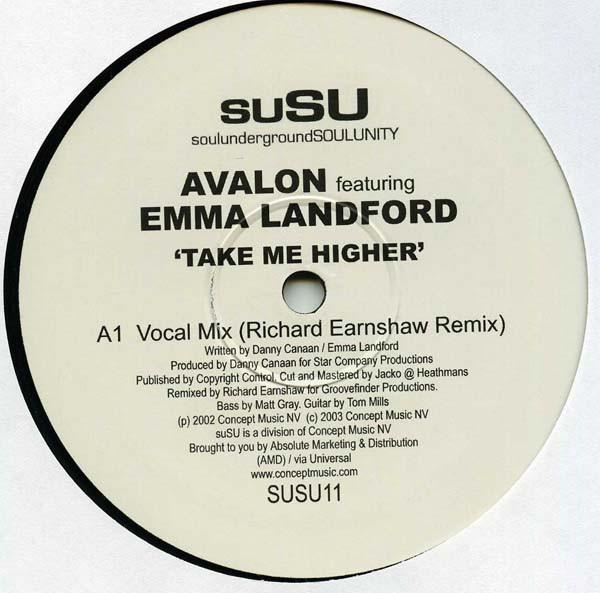 suSU
soulundergroundSOULUNITY
AVALON featuring
EMMA LANDFORD
‘TAKE ME HIGHER’
A1 Vocal Mix (Richard Earnshaw Remix)
Written by Danny Canaan / Emma Landford
Produced by Danny Canaan for Star Company Productions
Published by Copyright Control. Cut and Mastered by Jacko @ Heathmans
Remixed by Richard Earnshaw for Groovefinder Productions.
Bass by Matt Gray. Guitar by Tom Mills
(p) 2002 Concept Music NV (c) 2003 Concept Music NV
suSU is a division of Concept Music NV
Brought to you by Absolute Marketing & Distribution
(AMD) / via Universal
www.conceptmusic.com
SUSU11